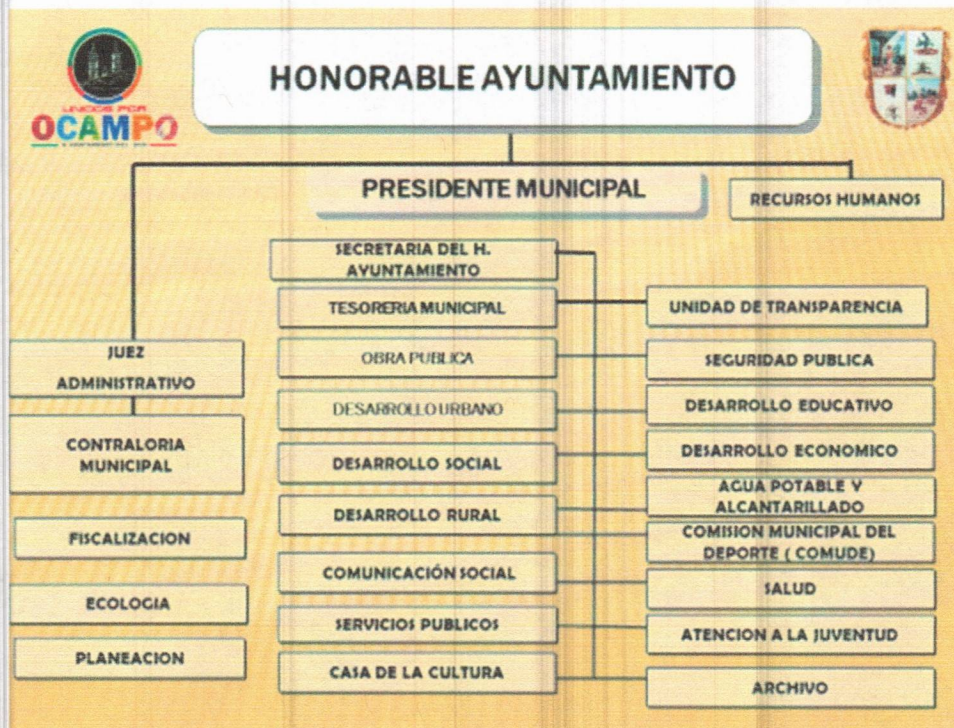 HONORABLE AYUNTAMIENTO
UNIDOS POR
OCAMPO
PRESIDENTE MUNICIPAL
RECURSOS HUMANOS
SECRETARIA DEL H.
AYUNTAMIENTO
TESORERIA MUNICIPAL
UNIDAD DE TRANSPARENCIA
JUEZ
ADMINISTRATIVO
OBRA PUBLICA
SEGURIDAD PUBLICA
DESARROLLO URBANO
DESARROLLO EDUCATIVO
CONTRALORIA
MUNICIPAL
DESARROLLO SOCIAL
DESARROLLO ECONOMICO
DESARROLLO RURAL
AGUA POTABLE Y
ALCANTARILLADO
FISCALIZACION
COMISION MUNICIPAL DEL
DEPORTE ( COMUDE)
COMUNICACIÓN SOCIAL
SALUD
ECOLOGIA
SERVICIOS PUBLICOS
ATENCION A LA JUVENTUD
PLANEACION
CASA DE LA CULTURA
ARCHIVO